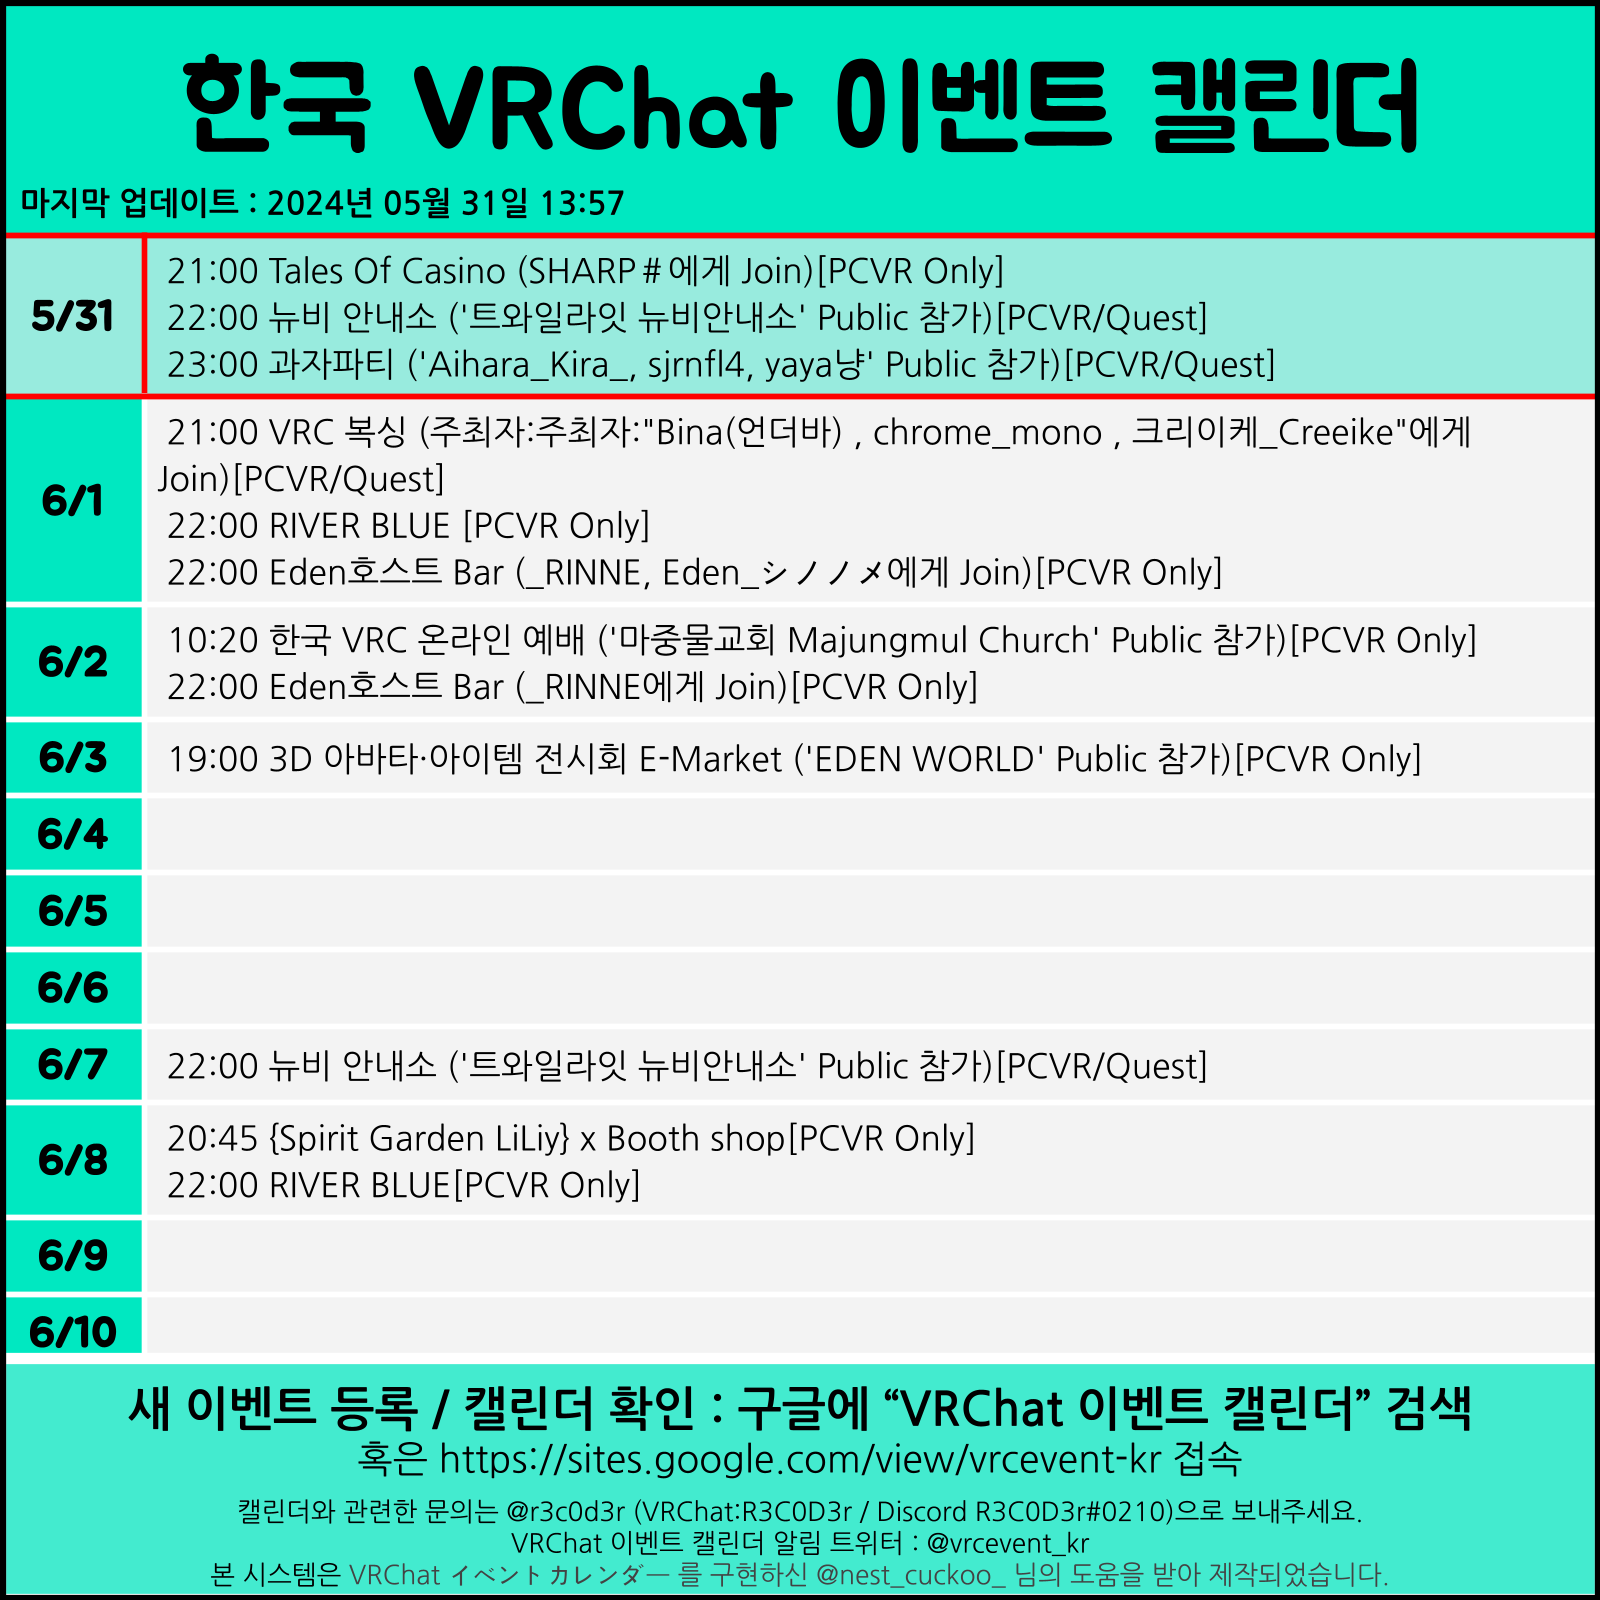 한국 VRChat 이벤트 캘린더
마지막 업데이트 : 2024년 05월 31일 13:57
5/31
21:00 Tales Of Casino (SHARP#에게 Join)[PCVR Only]
22:00 뉴비 안내소 ('트와일라잇 뉴비안내소' Public 참가)[PCVR/Quest]
23:00 과자파티 ('Aihara_Kira_, sjrnfl4, yaya냥' Public 참가)[PCVR/Quest]
6/1
21:00 VRC 복싱 (주최자:주최자:"Bina(언더바) , chrome_mono , 크리이케_Creeike"에게
Join)[PCVR/Quest]
22:00 RIVER BLUE [PCVR Only]
22:00 Eden호스트 Bar (_RINNE, Eden_シノノメ에게 Join)[PCVR Only]
6/2
10:20 한국 VRC 온라인 예배 ('마중물교회 Majungmul Church' Public 참가)[PCVR Only]
22:00 Eden호스트 Bar (_RINNE에게 Join)[PCVR Only]
6/3
19:00 3D 아바타·아이템 전시회 E-Market ('EDEN WORLD' Public 참가)[PCVR Only]
6/4
6/5
6/6
6/7
22:00 뉴비 안내소 ('트와일라잇 뉴비안내소' Public 참가)[PCVR/Quest]
6/8
20:45 {Spirit Garden LiLiy} x Booth shop[PCVR Only]
22:00 RIVER BLUE[PCVR Only]
6/9
6/10
새 이벤트 등록 / 캘린더 확인 : 구글에 “VRChat 이벤트 캘린더” 검색
혹은 https://sites.google.com/view/vrcevent-kr 접속
캘린더와 관련한 문의는 @r3c0d3r (VRChat:R3C0D3r / Discord R3C0D3r#0210)으로 보내주세요.
VRChat 이벤트 캘린더 알림 트위터 : @vrcevent_kr
본 시스템은 VRChat イベントカレンダー 를 구현하신 @nest_cuckoo_ 님의 도움을 받아 제작되었습니다.